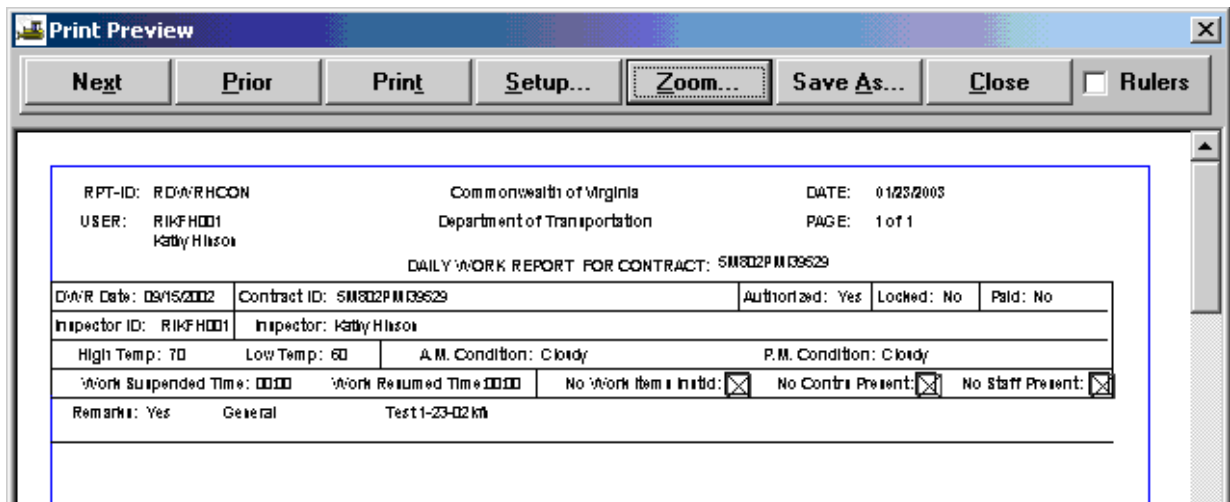 Print Preview
Next Prior Print Setup... Zoom... Save As... Close Rulers
RPT-ID: RDWRHCON Commonwealth of Virginia DATE: 01/23/2003
USER: RIKFH001 Department of Transportation PAGE: 1 of 1
Kathy Hinson
DAILY WORK REPORT FOR CONTRACT:
DWR Date: 09/15/2002 Contract ID: Authorized: Yes Locked: No Paid: No
Inspector ID: RIKFH001 Inspector: Kathy Hinson
High Temp: 70 Low Temp: 60 A.M. Condition: Cloudy P.M. Condition: Cloudy
Work Suspended Time: 00:00 Work Resumed Time: 00:00 No Work Items Instld: No Contrs Present: No Staff Present:
Remarks: Yes General Test 1-23-02 kfh